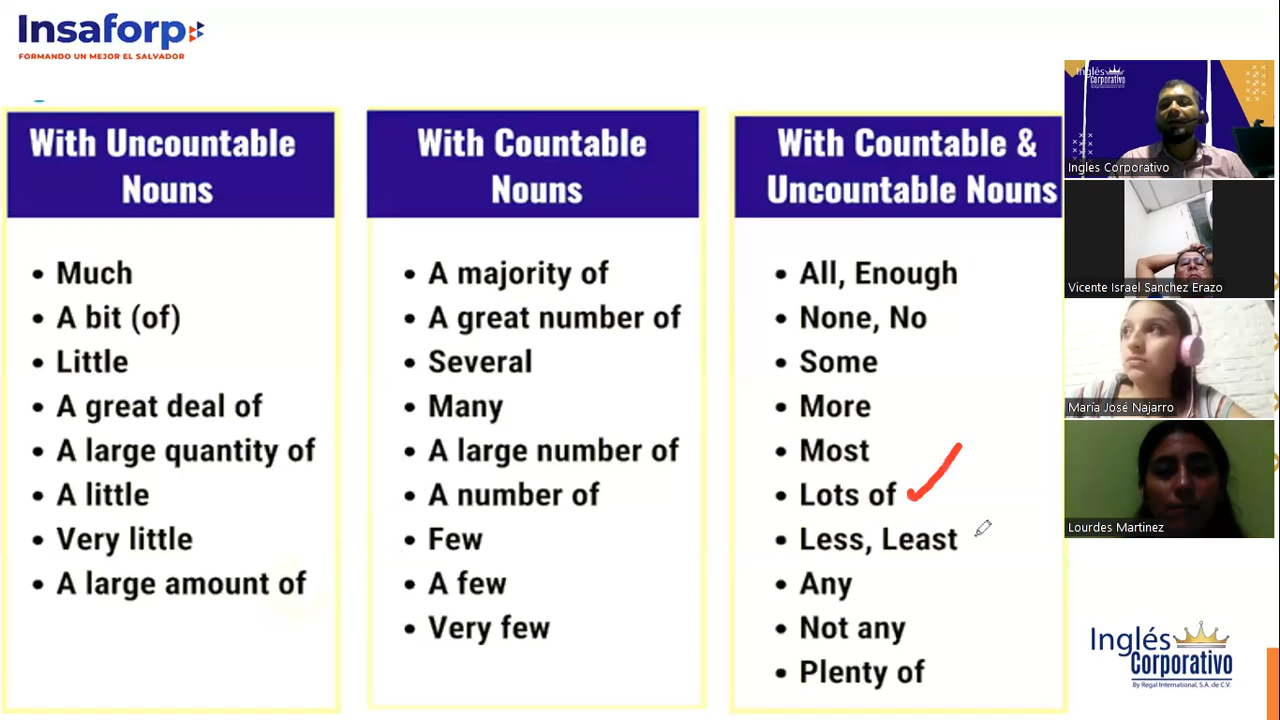 Insaforp
FORMANDO UN MEJOR EL SALVADOR
With Uncountable
Nouns
• Much
• A bit (of)
• Little
• A great deal of
• A large quantity of
• A little
• Very little
• A large amount of
With Countable
Nouns
• A majority of
• A great number of
• Several
• Many
• A large number of
• A number of
• Few
• A few
• Very few
With Countable &
Uncountable Nouns
• All, Enough
• None, No
• Some
• More
• Most
• Lots of
• Less, Least
• Any
• Not any
• Plenty of
Inglés
Corporativo
Ingles Corporativo
Vicente Israel Sanchez Erazo
María José Najarro
Lourdes Martinez
Inglés
Corporativo
By Regal International, S.A. de C.V.